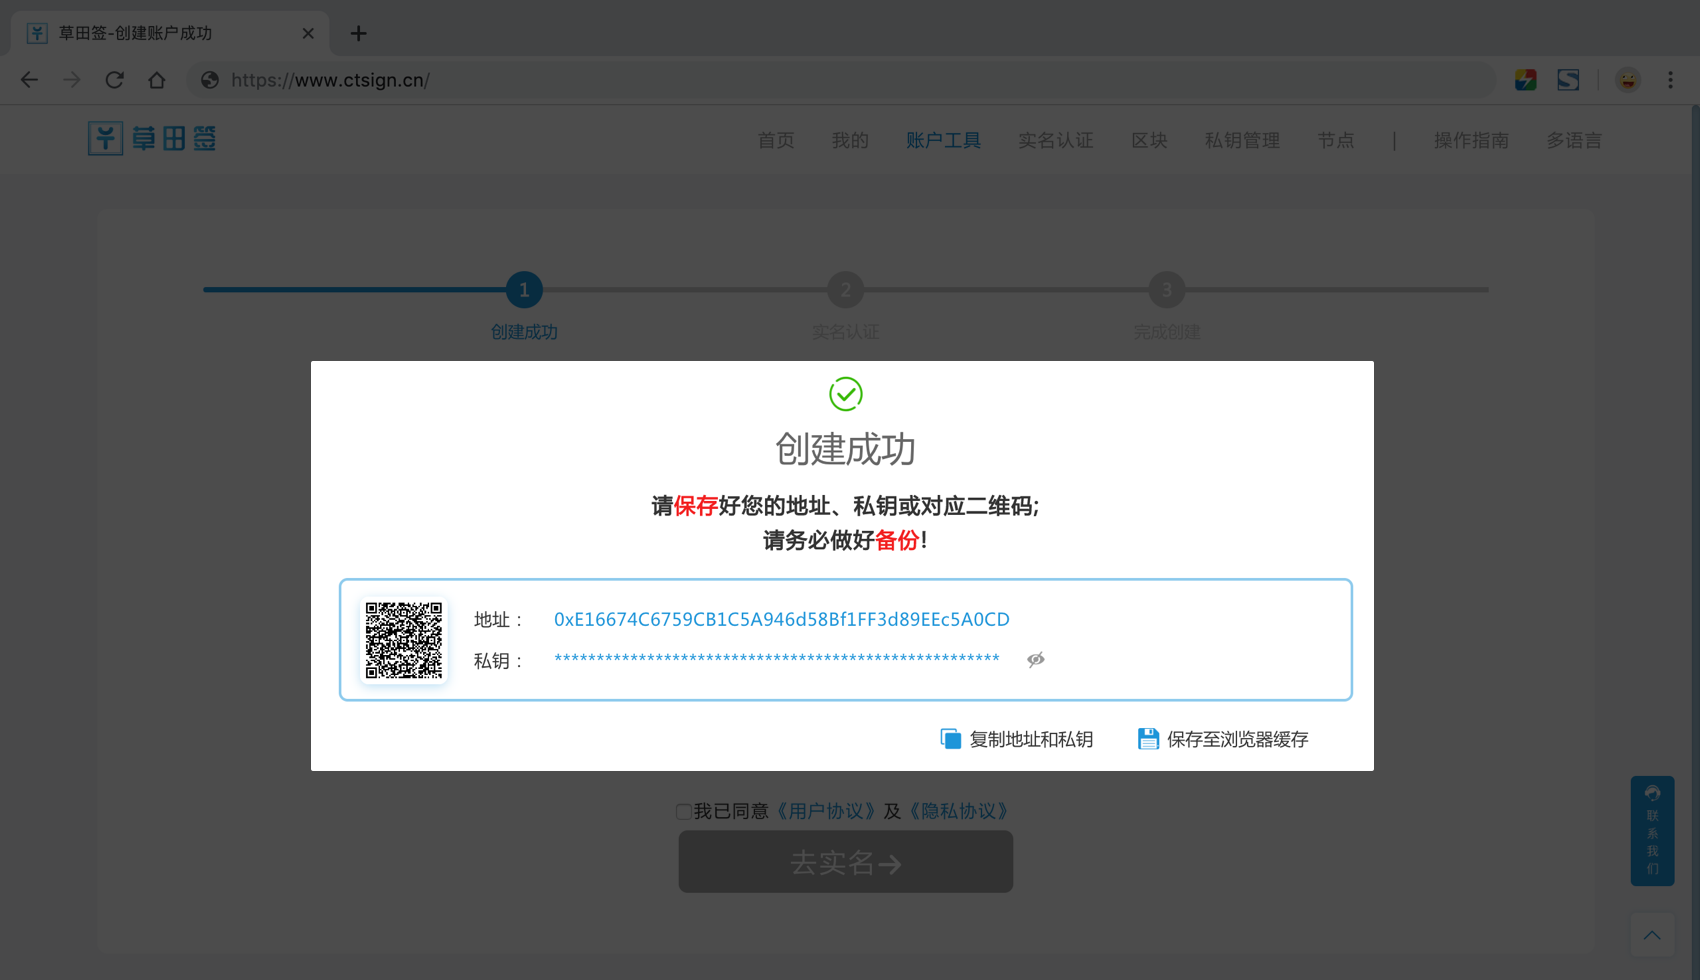 草田签-创建账户成功
https://www.ctsign.cn/
草田签
首页 我的 账户工具 实名认证 区块 私钥管理 节点 | 操作指南 多语言
1 2 3
创建成功 实名认证 完成创建
创建成功
请保存好您的地址、私钥或对应二维码;
请务必做好备份!
地址： 0xE16674C6759CB1C5A946d58Bf1FF3d89EEc5A0CD
私钥： *****************************************************
复制地址和私钥 保存至浏览器缓存
我已同意《用户协议》及《隐私协议》
去实名→
联
系
我
们